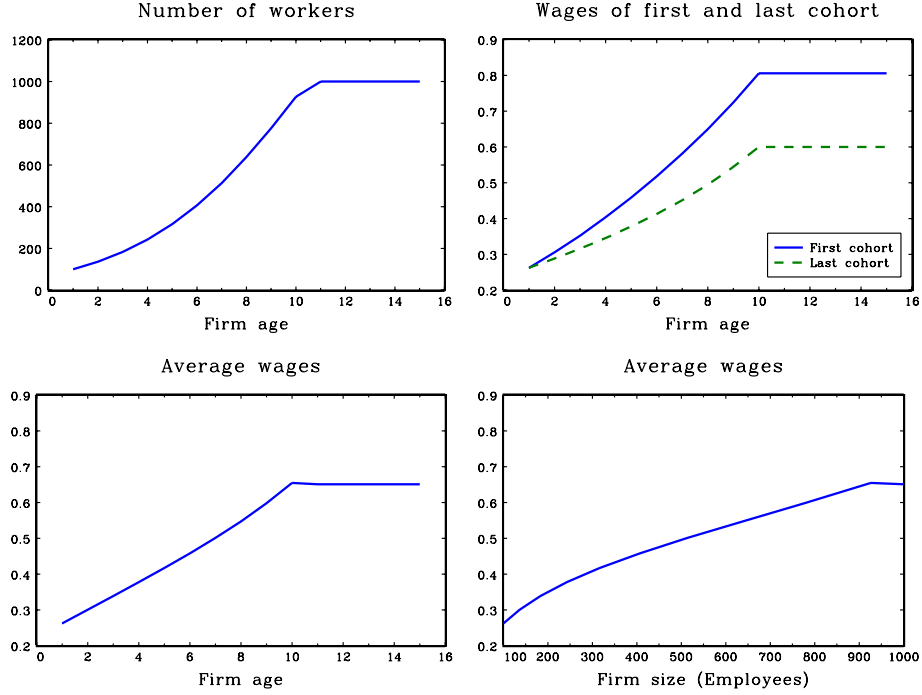 Number of workers
1200
1000
800
600
400
200
0
0 2 4 6 8 10 12 14 16
Firm age
Wages of first and last cohort
0.9
0.8
0.7
0.6
0.5
0.4
0.3
0.2
First cohort
Last cohort
0 2 4 6 8 10 12 14 16
Firm age
Average wages
0.9
0.8
0.7
0.6
0.5
0.4
0.3
0.2
0 2 4 6 8 10 12 14 16
Firm age
Average wages
0.9
0.8
0.7
0.6
0.5
0.4
0.3
0.2
100 200 300 400 500 600 700 800 900 1000
Firm size (Employees)